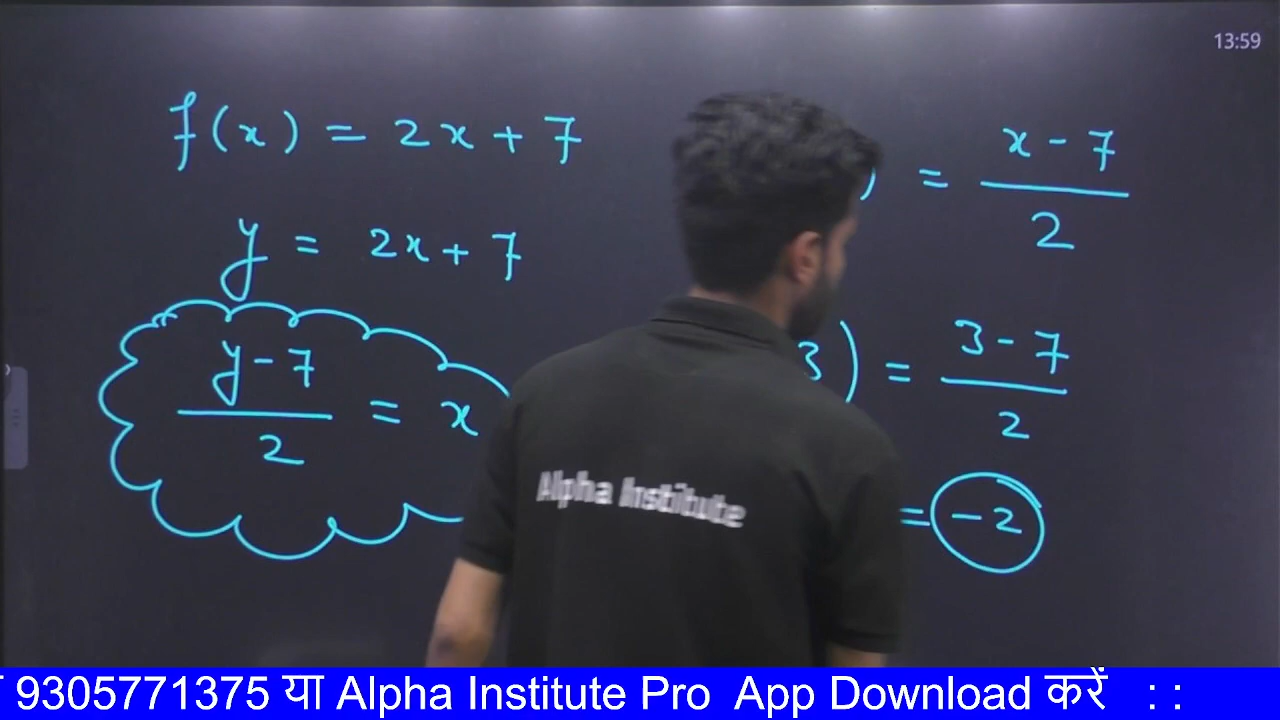 13:59
f(x) = 2x + 7
y = 2x + 7
y - 7
2
= x
) = x - 7
2
3) = 3 - 7
2
= -2
Alpha Institute
9305771375 या Alpha Institute Pro App Download करें : :